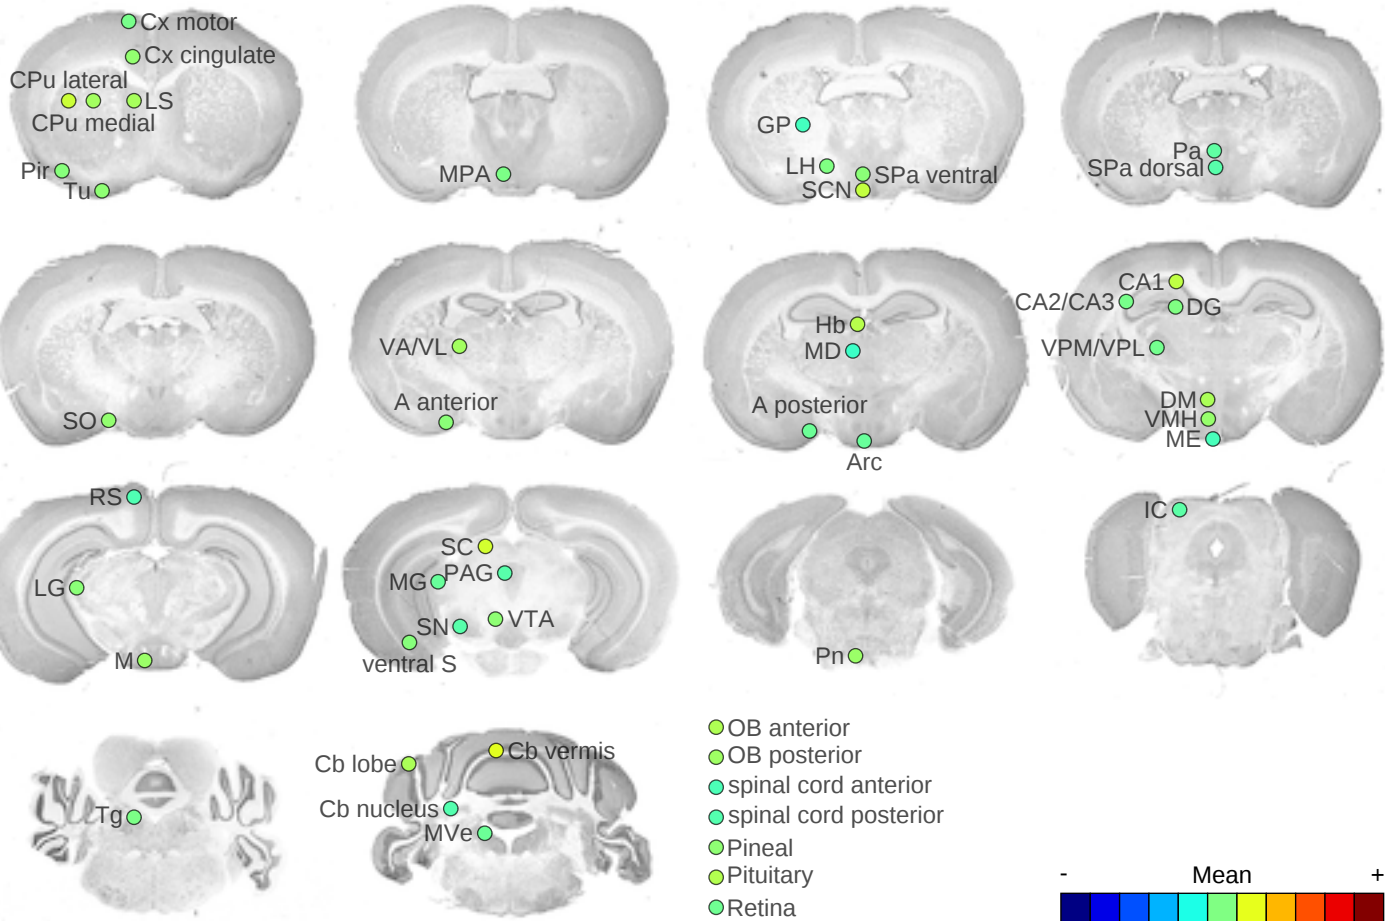 Cx motor
Cx cingulate
CPu lateral
LS
CPu medial
Pir
Tu
MPA
GP
LH
SPa ventral
SCN
Pa
SPa dorsal
SO
VA/VL
A anterior
Hb
MD
A posterior
Arc
CA1
CA2/CA3
DG
VPM/VPL
DM
VMH
ME
RS
LG
M
SC
MG
PAG
SN
VTA
ventral S
Pn
IC
Tg
Cb lobe
Cb vermis
Cb nucleus
MVe
OB anterior
OB posterior
spinal cord anterior
spinal cord posterior
Pineal
Pituitary
Retina
- Mean +